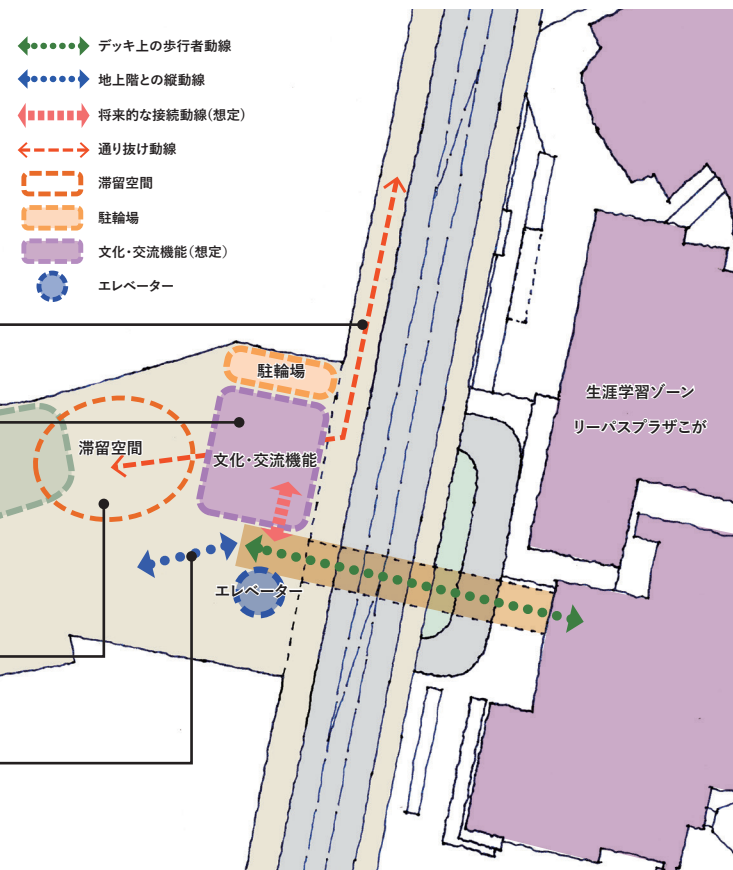 デッキ上の歩行者動線
地上階との縦動線
将来的な接続動線(想定)
通り抜け動線
滞留空間
駐輪場
文化・交流機能(想定)
エレベーター
駐輪場
生涯学習ゾーン
リーパスプラザこが
滞留空間
文化・交流機能
エレベーター